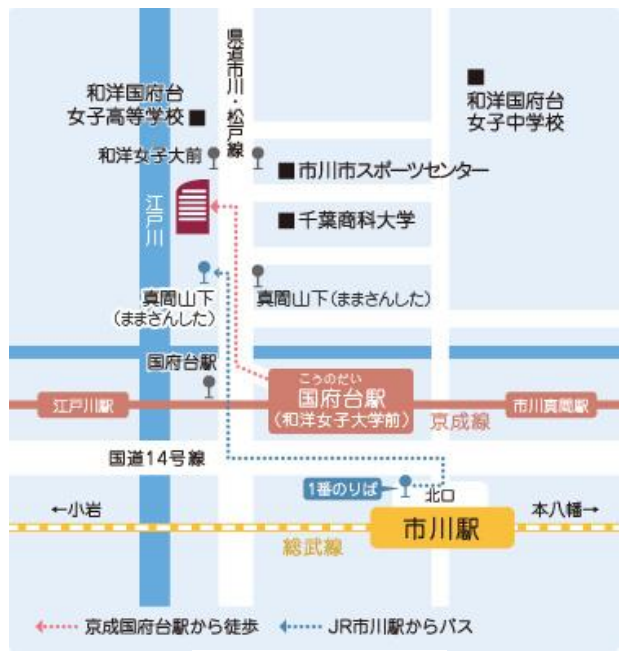 県道市川・松戸線
和洋国府台
女子高等学校
和洋国府台
女子中学校
和洋女子大前
市川市スポーツセンター
江戸川
千葉商科大学
真間山下
(ままさんした)
真間山下(ままさんした)
国府台駅
こうのだい
国府台駅
(和洋女子大学前)
江戸川駅
市川真間駅
京成線
国道14号線
1番のりば
北口
←小岩
本八幡→
市川駅
総武線
京成国府台駅から徒歩
JR市川駅からバス